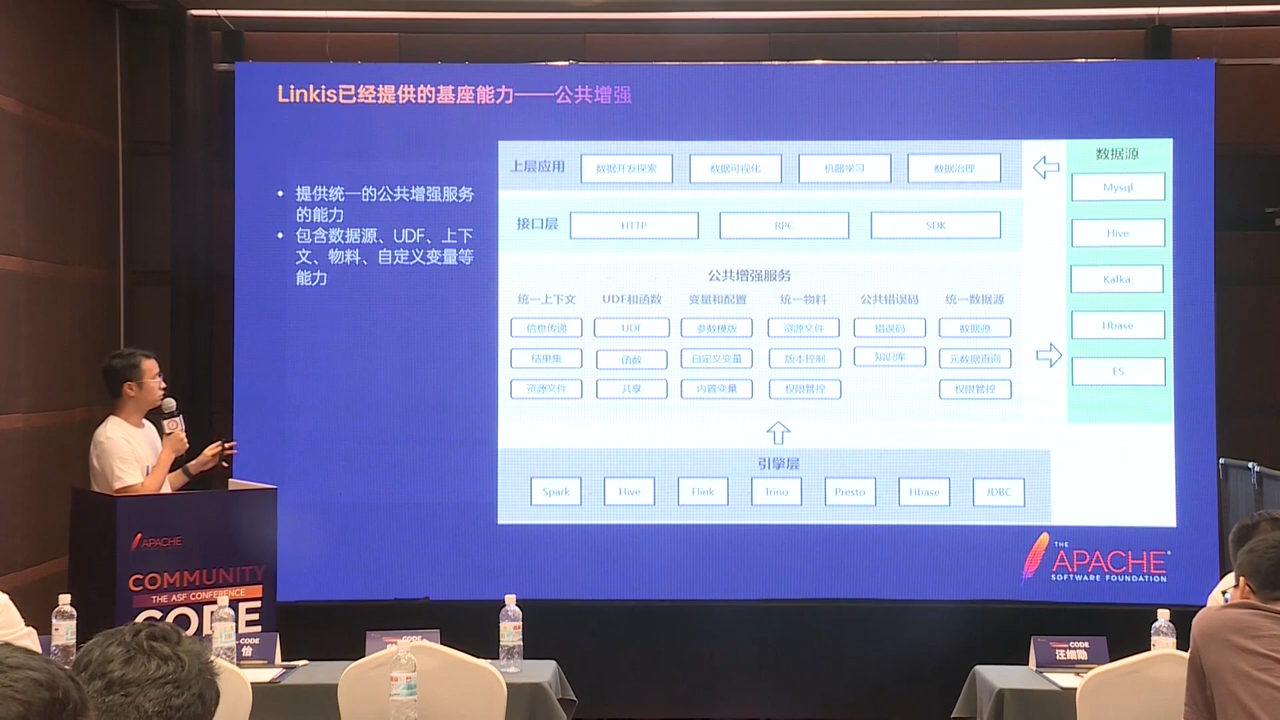 Linkis已经提供的基座能力——公共增强
• 提供统一的公共增强服务
的能力
• 包含数据源、UDF、上下
文、物料、自定义变量等
能力
上层应用
数据开发探索
数据可视化
机器学习
数据治理
接口层
HTTP
RPC
SDK
公共增强服务
统一上下文
UDF和函数
变量和配置
统一物料
公共错误码
统一数据源
信息传递
UDF
参数模版
资源文件
错误码
数据源
结果集
函数
自定义变量
版本控制
知识库
元数据查询
资源文件
共享
内置变量
权限管控
权限管控
引擎层
Spark
Hive
Flink
Trino
Presto
Hbase
JDBC
数据源
Mysql
Hive
Kafka
Hbase
ES
THE
APACHE
SOFTWARE FOUNDATION
APACHE
COMMUNITY
THE ASF CONFERENCE
CODE
CODE
怡
CODE
CODE